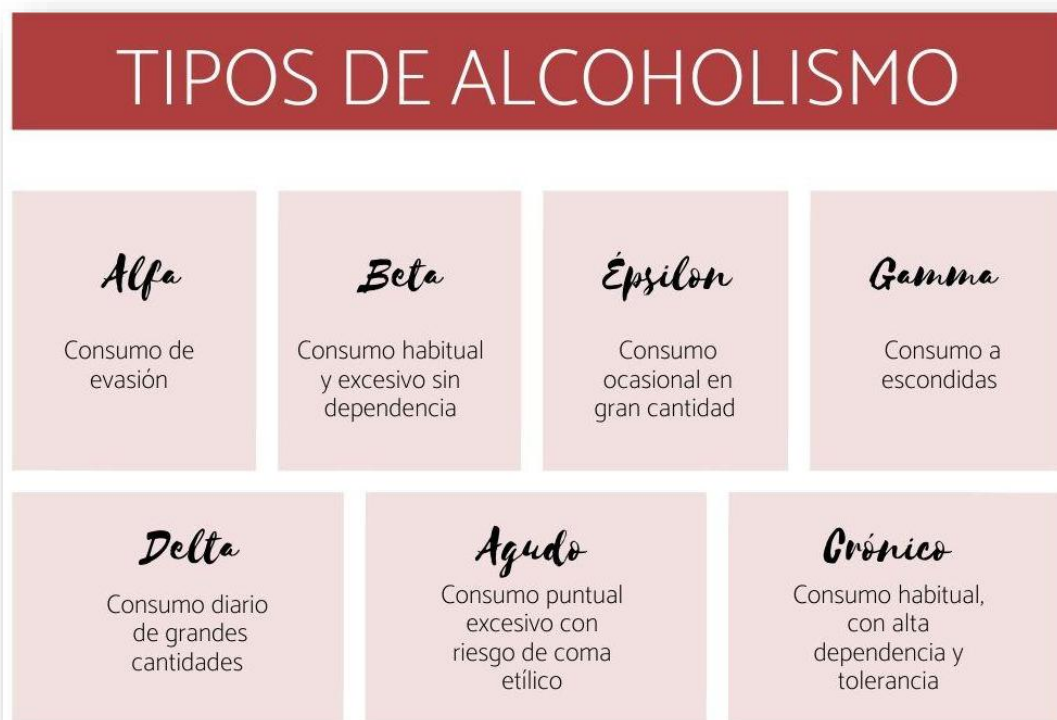 TIPOS DE ALCOHOLISMO
Alfa
Consumo de
evasión
Beta
Consumo habitual
y excesivo sin
dependencia
Épsilon
Consumo
ocasional en
gran cantidad
Gamma
Consumo a
escondidas
Delta
Consumo diario
de grandes
cantidades
Agudo
Consumo puntual
excesivo con
riesgo de coma
etílico
Crónico
Consumo habitual,
con alta
dependencia y
tolerancia